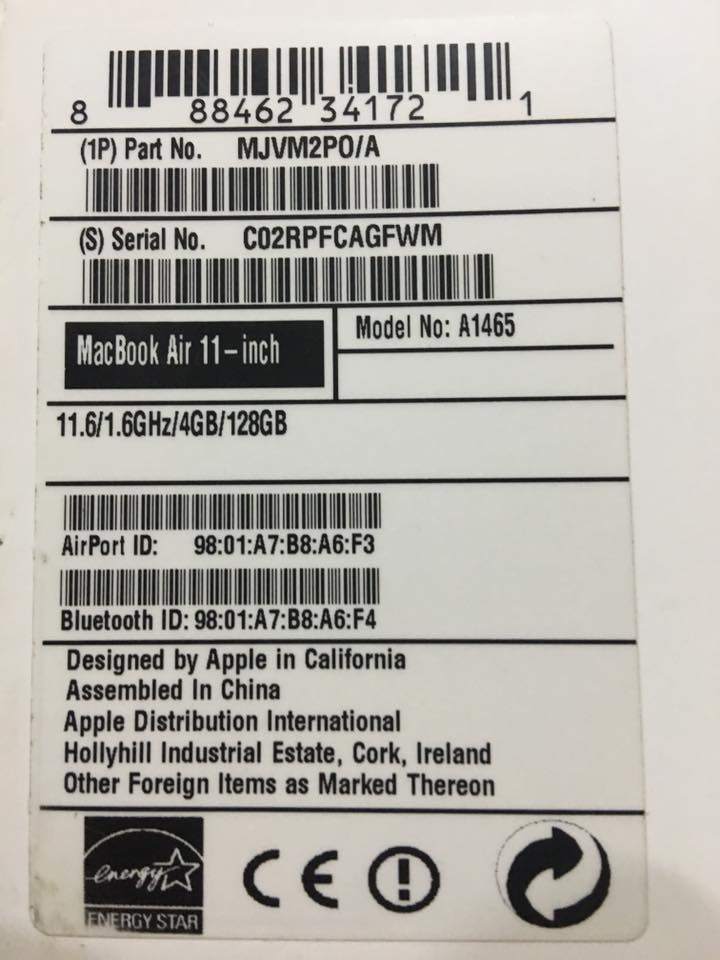 8 88462 34172 1
(1P) Part No. MJVM2PO/A
(S) Serial No. C02RPFCAGFWM
MacBook Air 11-inch
Model No: A1465
11.6/1.6GHz/4GB/128GB
AirPort ID: 98:01:A7:B8:A6:F3
Bluetooth ID: 98:01:A7:B8:A6:F4
Designed by Apple in California
Assembled In China
Apple Distribution International
Hollyhill Industrial Estate, Cork, Ireland
Other Foreign Items as Marked Thereon
energy
ENERGY STAR
CE